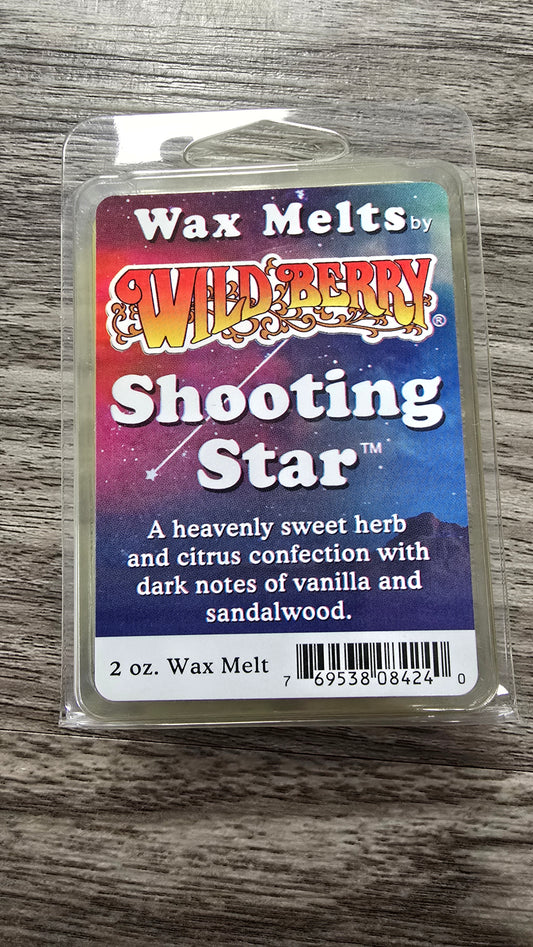 Wax Melts by
WILD BERRY®
Shooting
Star™
A heavenly sweet herb
and citrus confection with
dark notes of vanilla and
sandalwood.
2 oz. Wax Melt
7 69538 08424 0